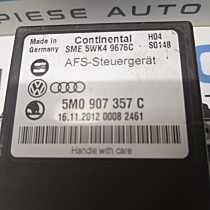 PIESE AUTO
Made in
Germany
Continental
SME 5WK4 9676C
H04
S0148
AFS-Steuergerät
5M0 907 357 C
16.11.2012 0008 2461
Handle with care!